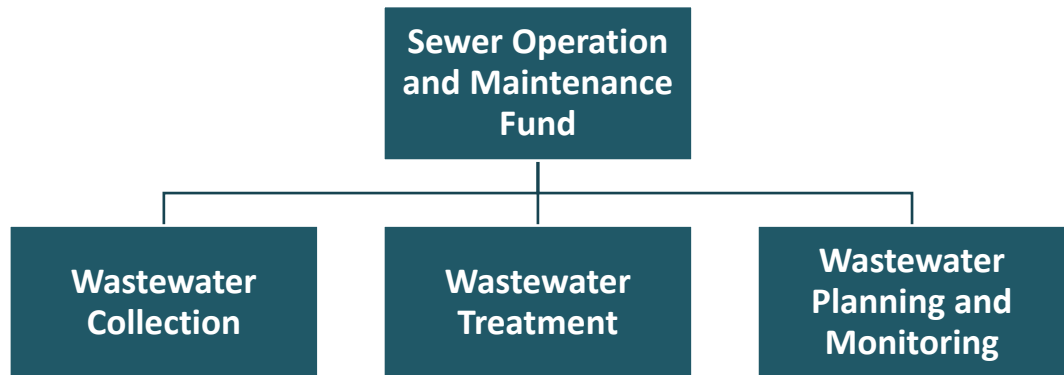 Sewer Operation
and Maintenance
Fund
Wastewater
Collection
Wastewater
Treatment
Wastewater
Planning and
Monitoring